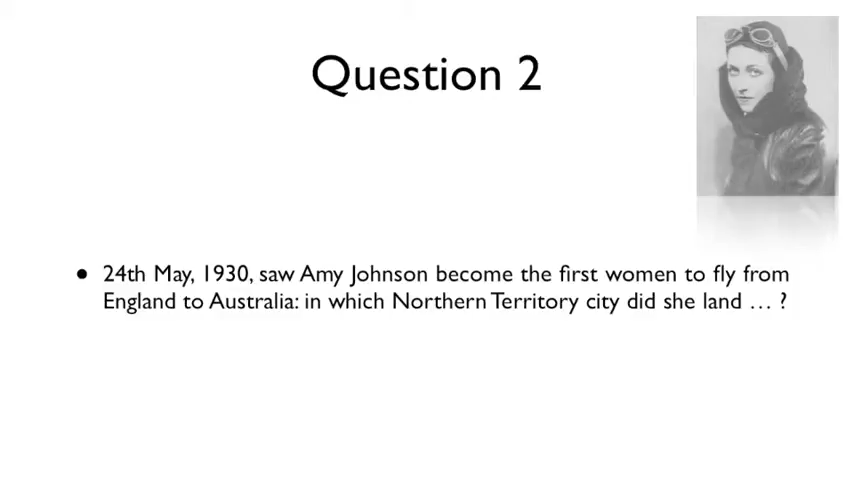 Question 2
• 24th May, 1930, saw Amy Johnson become the first women to fly from
England to Australia: in which Northern Territory city did she land … ?